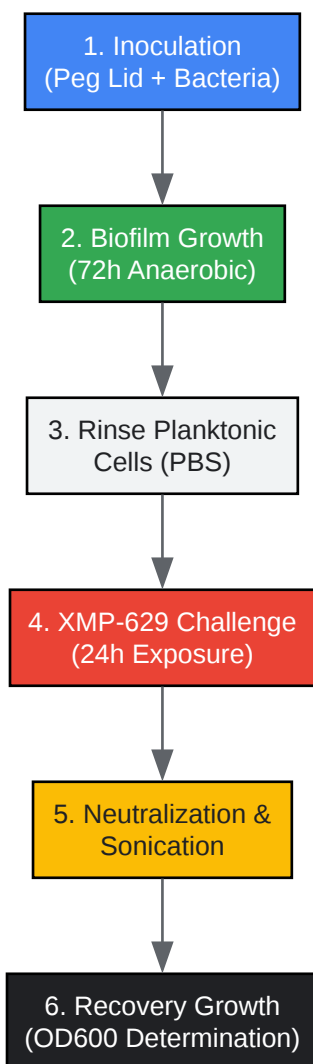 1. Inoculation
(Peg Lid + Bacteria)
2. Biofilm Growth
(72h Anaerobic)
3. Rinse Planktonic
Cells (PBS)
4. XMP-629 Challenge
(24h Exposure)
5. Neutralization &
Sonication
6. Recovery Growth
(OD600 Determination)